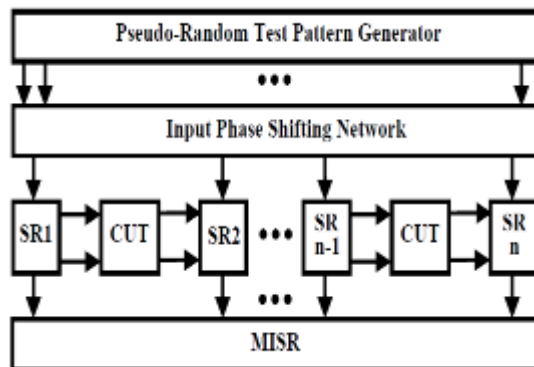 Pseudo-Random Test Pattern Generator
Input Phase Shifting Network
SR1 CUT SR2 SR n-1 CUT SR n
MISR